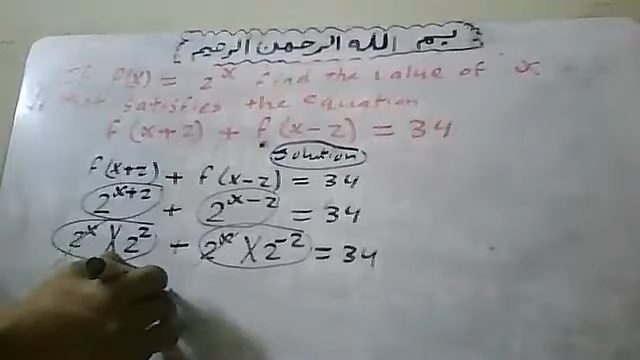 بسم الله الرحمن الرحيم
If f(x) = 2^x find the value of x
that satisfies the equation
f(x+2) + f(x-2) = 34
Solution
f(x+2) + f(x-2) = 34
2^{x+2} + 2^{x-2} = 34
2^x × 2^2 + 2^x × 2^{-2} = 34